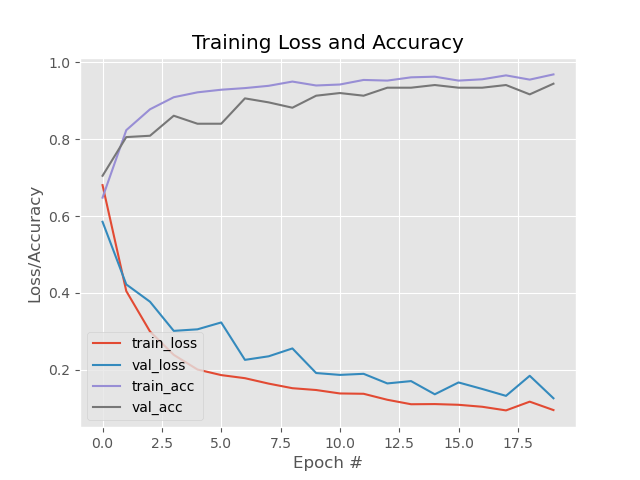 Training Loss and Accuracy
1.0
0.8
0.6
0.4
0.2
Loss/Accuracy
train_loss
val_loss
train_acc
val_acc
0.0 2.5 5.0 7.5 10.0 12.5 15.0 17.5
Epoch #